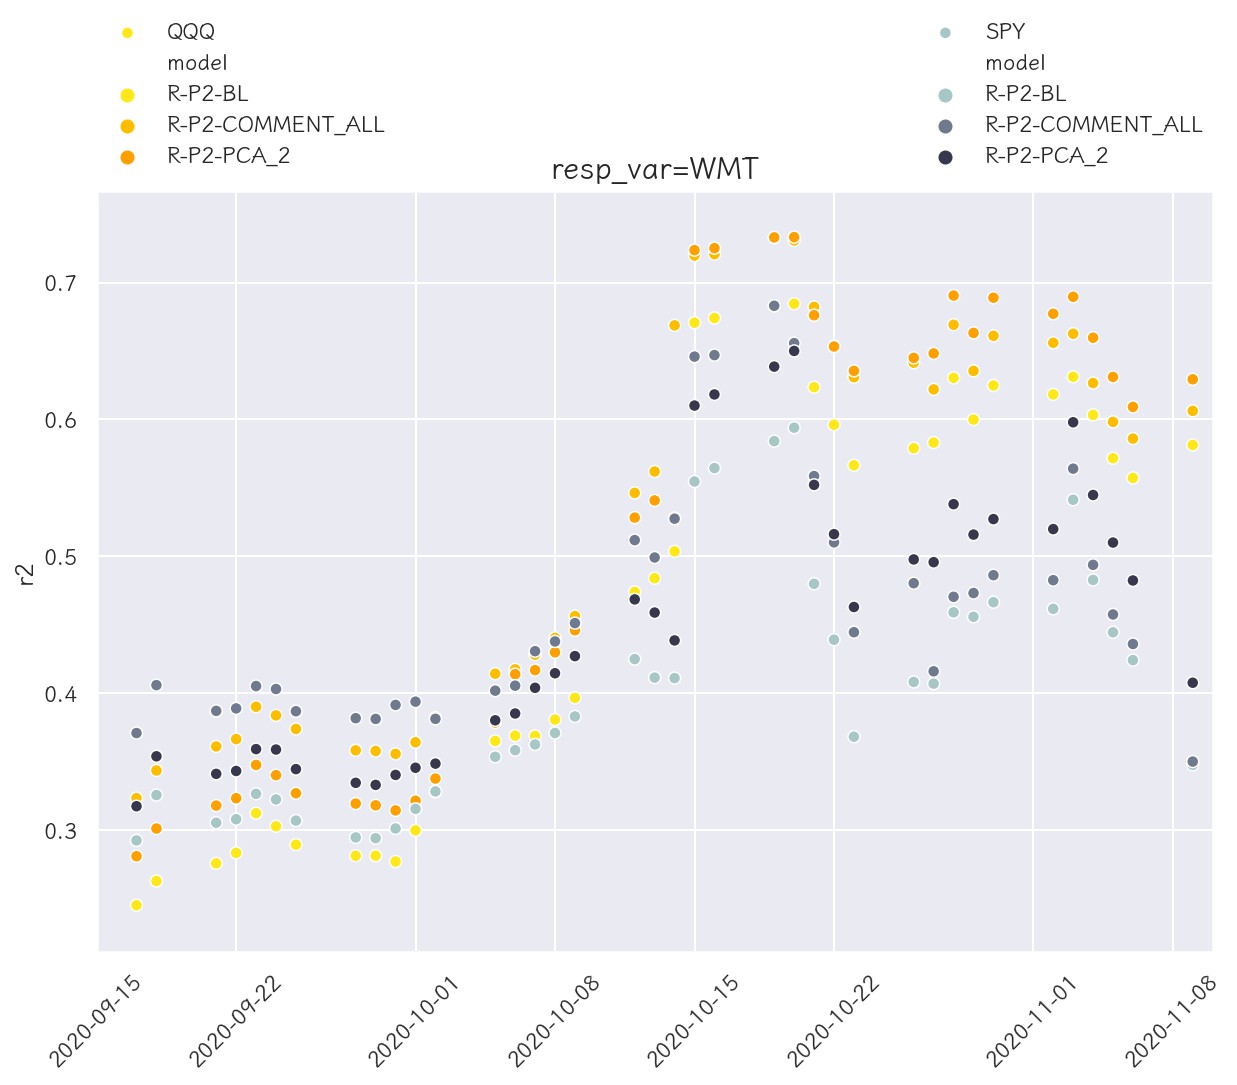 QQQ
model
R-P2-BL
R-P2-COMMENT_ALL
R-P2-PCA_2
SPY
model
R-P2-BL
R-P2-COMMENT_ALL
R-P2-PCA_2
resp_var=WMT
0.7
0.6
0.5
0.4
0.3
r2
2020-09-15
2020-09-22
2020-10-01
2020-10-08
2020-10-15
2020-10-22
2020-11-01
2020-11-08